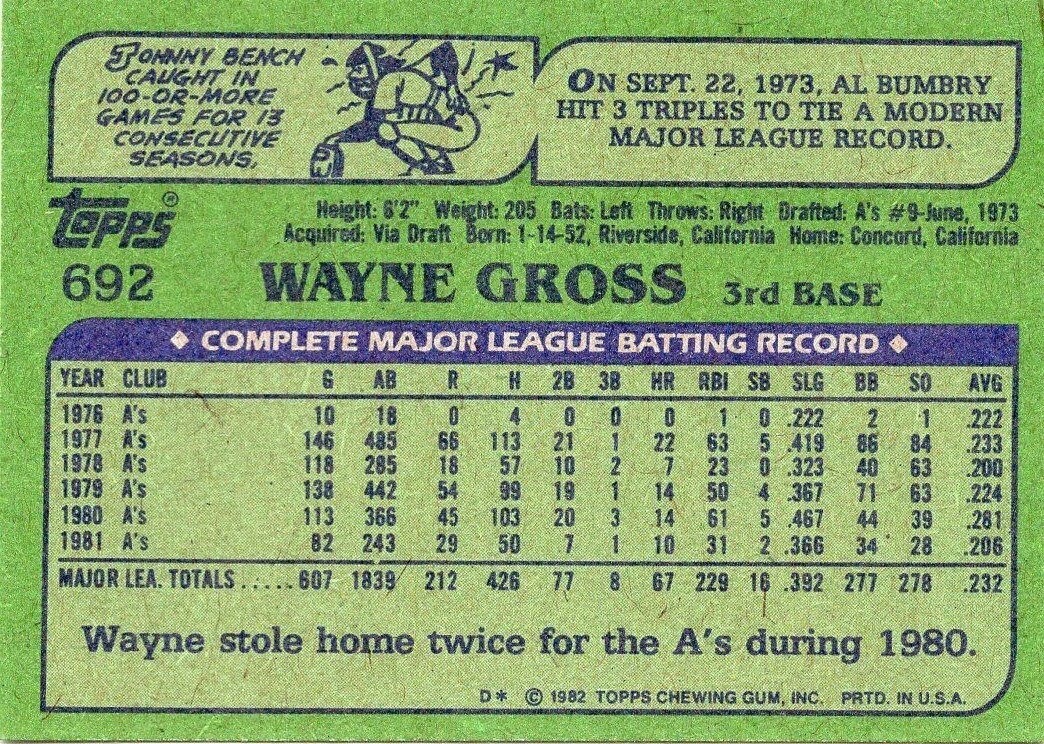 JOHNNY BENCH
CAUGHT IN
100-OR-MORE
GAMES FOR 13
CONSECUTIVE
SEASONS.
ON SEPT. 22, 1973, AL BUMBRY
HIT 3 TRIPLES TO TIE A MODERN
MAJOR LEAGUE RECORD.
topps®
Height: 6'2" Weight: 205 Bats: Left Throws: Right Drafted: A's #9-June, 1973
Acquired: Via Draft Born: 1-14-52, Riverside, California Home: Concord, California
692 WAYNE GROSS 3rd BASE
COMPLETE MAJOR LEAGUE BATTING RECORD
YEAR CLUB G AB R H 2B 3B HR RBI SB SLG BB SO AVG
1976 A's 10 18 0 4 0 0 0 1 0 .222 2 1 .222
1977 A's 146 485 66 113 21 1 22 63 5 .419 86 84 .233
1978 A's 118 285 18 57 10 2 7 23 0 .323 40 63 .200
1979 A's 138 442 54 99 19 1 14 50 4 .367 71 63 .224
1980 A's 113 366 45 103 20 3 14 61 5 .467 44 39 .281
1981 A's 82 243 29 50 7 1 10 31 2 .366 34 28 .206
MAJOR LEA. TOTALS ..... 607 1839 212 426 77 8 67 229 16 .392 277 278 .232
Wayne stole home twice for the A's during 1980.
D* © 1982 TOPPS CHEWING GUM, INC. PRTD. IN U.S.A.